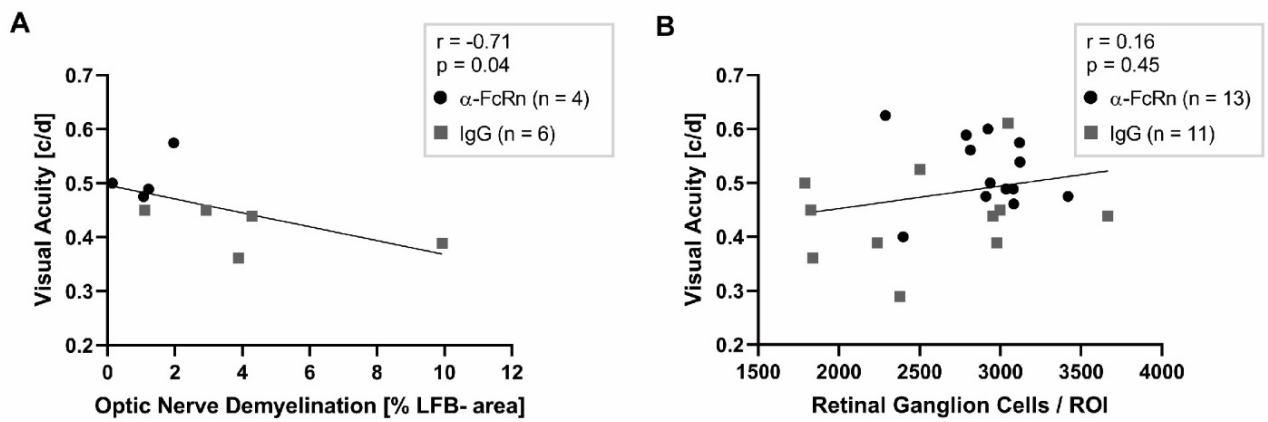 A
r = -0.71
p = 0.04
α-FcRn (n = 4)
IgG (n = 6)
Visual Acuity [c/d]
0.7
0.6
0.5
0.4
0.3
0.2
0 2 4 6 8 10 12
Optic Nerve Demyelination [% LFB- area]
B
r = 0.16
p = 0.45
α-FcRn (n = 13)
IgG (n = 11)
Visual Acuity [c/d]
0.7
0.6
0.5
0.4
0.3
0.2
1500 2000 2500 3000 3500 4000
Retinal Ganglion Cells / ROI